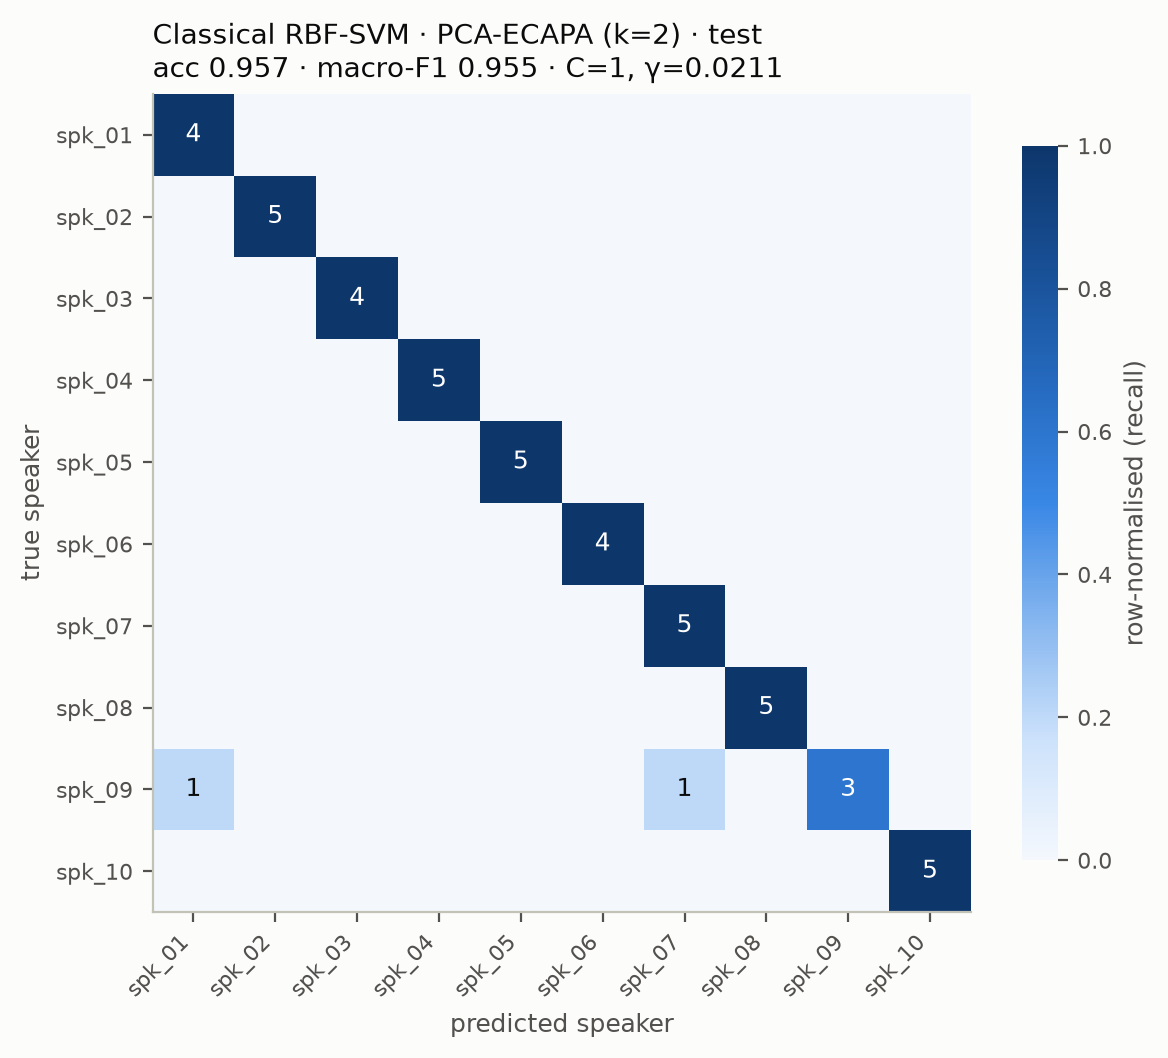 Classical RBF-SVM · PCA-ECAPA (k=2) · test
acc 0.957 · macro-F1 0.955 · C=1, γ=0.0211
spk_01
4
spk_02
5
spk_03
4
spk_04
5
spk_05
5
spk_06
4
spk_07
5
spk_08
5
spk_09
1
1
3
spk_10
5
true speaker
spk_01
spk_02
spk_03
spk_04
spk_05
spk_06
spk_07
spk_08
spk_09
spk_10
predicted speaker
1.0
0.8
0.6
0.4
0.2
0.0
row-normalised (recall)